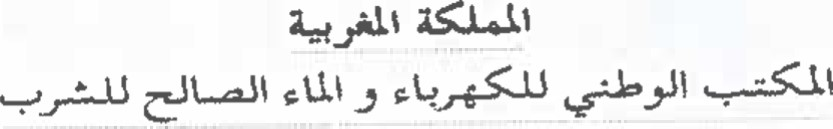 المملكة المغربية
المكتب الوطني للكهرباء و الماء الصالح للشرب